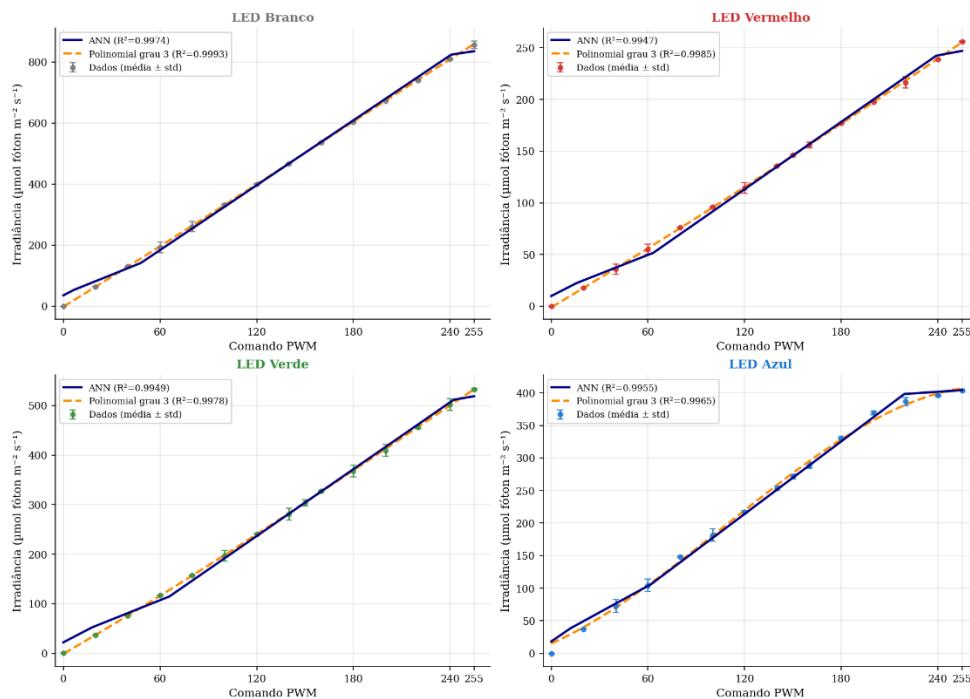 LED Branco
ANN (R²=0.9974)
Polinomial grau 3 (R²=0.9993)
Dados (média ± std)
Irradiância (µmol fóton m⁻² s⁻¹)
800
600
400
200
0
0 60 120 180 240 255
Comando PWM
LED Vermelho
ANN (R²=0.9947)
Polinomial grau 3 (R²=0.9985)
Dados (média ± std)
Irradiância (µmol fóton m⁻² s⁻¹)
250
200
150
100
50
0
0 60 120 180 240 255
Comando PWM
LED Verde
ANN (R²=0.9949)
Polinomial grau 3 (R²=0.9978)
Dados (média ± std)
Irradiância (µmol fóton m⁻² s⁻¹)
500
400
300
200
100
0
0 60 120 180 240 255
Comando PWM
LED Azul
ANN (R²=0.9955)
Polinomial grau 3 (R²=0.9965)
Dados (média ± std)
Irradiância (µmol fóton m⁻² s⁻¹)
400
350
300
250
200
150
100
50
0
0 60 120 180 240 255
Comando PWM